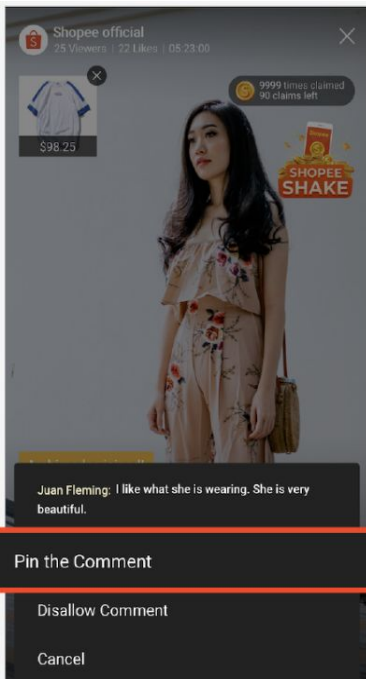 Shopee official
25 Viewers | 22 Likes | 05:23:00
9999 times claimed
90 claims left
$98.25
Shopee
SHOPEE
SHAKE
Juan Fleming: I like what she is wearing. She is very
beautiful.
Pin the Comment
Disallow Comment
Cancel